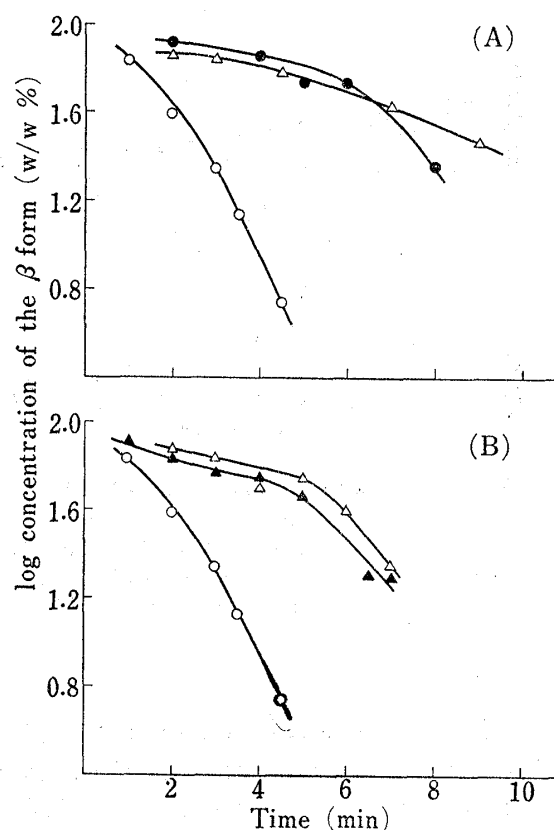 (A)
2.0
1.6
1.2
0.8
log concentration of the β form (w/w %)
(B)
2.0
1.6
1.2
0.8
2 4 6 8 10
Time (min)